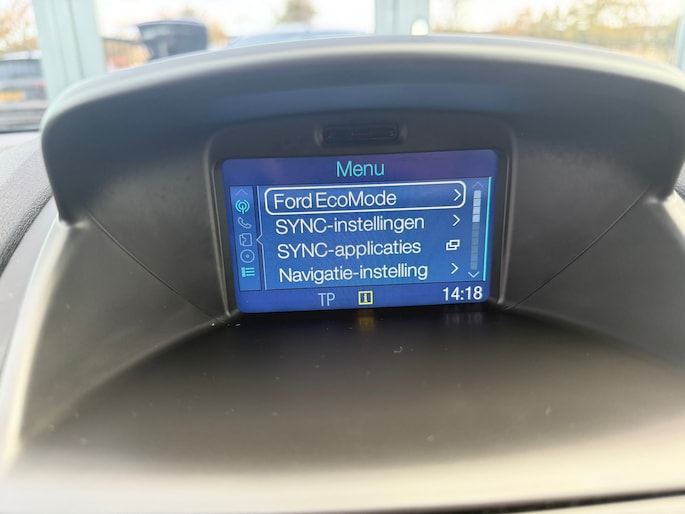 Menu
Ford EcoMode
SYNC-instellingen
SYNC-applicaties
Navigatie-instelling
TP i 14:18